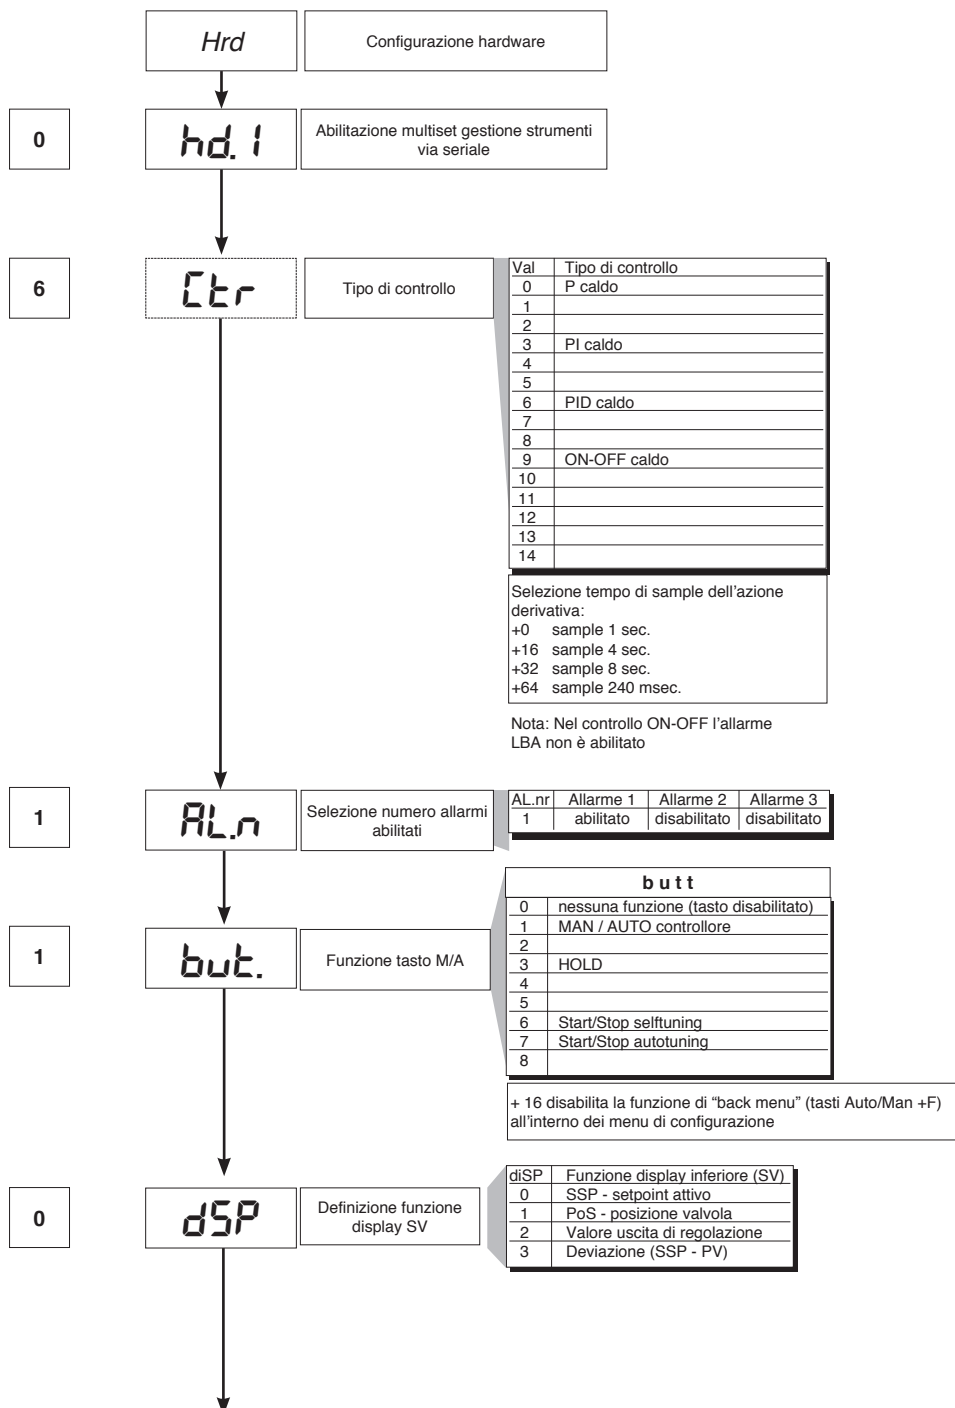 Hrd
Configurazione hardware
0
hd. 1
Abilitazione multiset gestione strumenti
via seriale
6
Ctr
Tipo di controllo
Val Tipo di controllo
0 P caldo
1
2
3 PI caldo
4
5
6 PID caldo
7
8
9 ON-OFF caldo
10
11
12
13
14
Selezione tempo di sample dell'azione
derivativa:
+0 sample 1 sec.
+16 sample 4 sec.
+32 sample 8 sec.
+64 sample 240 msec.
Nota: Nel controllo ON-OFF l'allarme
LBA non è abilitato
1
AL.n
Selezione numero allarmi
abilitati
AL.nr Allarme 1 Allarme 2 Allarme 3
1 abilitato disabilitato disabilitato
1
but.
Funzione tasto M/A
b u t t
0 nessuna funzione (tasto disabilitato)
1 MAN / AUTO controllore
2
3 HOLD
4
5
6 Start/Stop selftuning
7 Start/Stop autotuning
8
+ 16 disabilita la funzione di “back menu” (tasti Auto/Man +F)
all'interno dei menu di configurazione
0
dSP
Definizione funzione
display SV
diSP Funzione display inferiore (SV)
0 SSP - setpoint attivo
1 PoS - posizione valvola
2 Valore uscita di regolazione
3 Deviazione (SSP - PV)